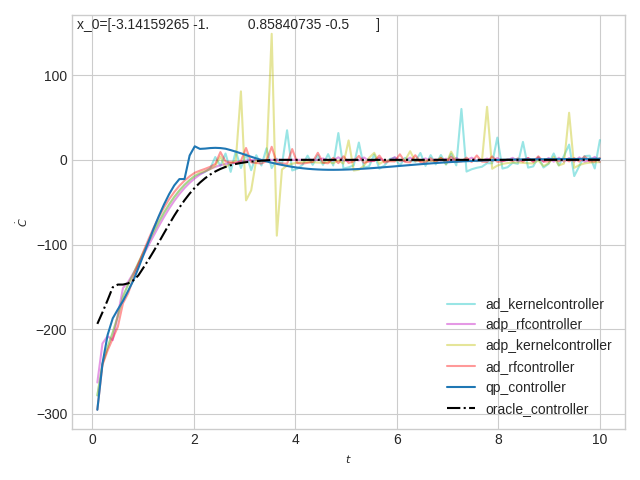 x_0=[-3.14159265 -1. 0.85840735 -0.5 ]
100
0
−100
−200
−300
Ċ
0
2
4
6
8
10
t
ad_kernelcontroller
adp_rfcontroller
adp_kernelcontroller
ad_rfcontroller
qp_controller
oracle_controller